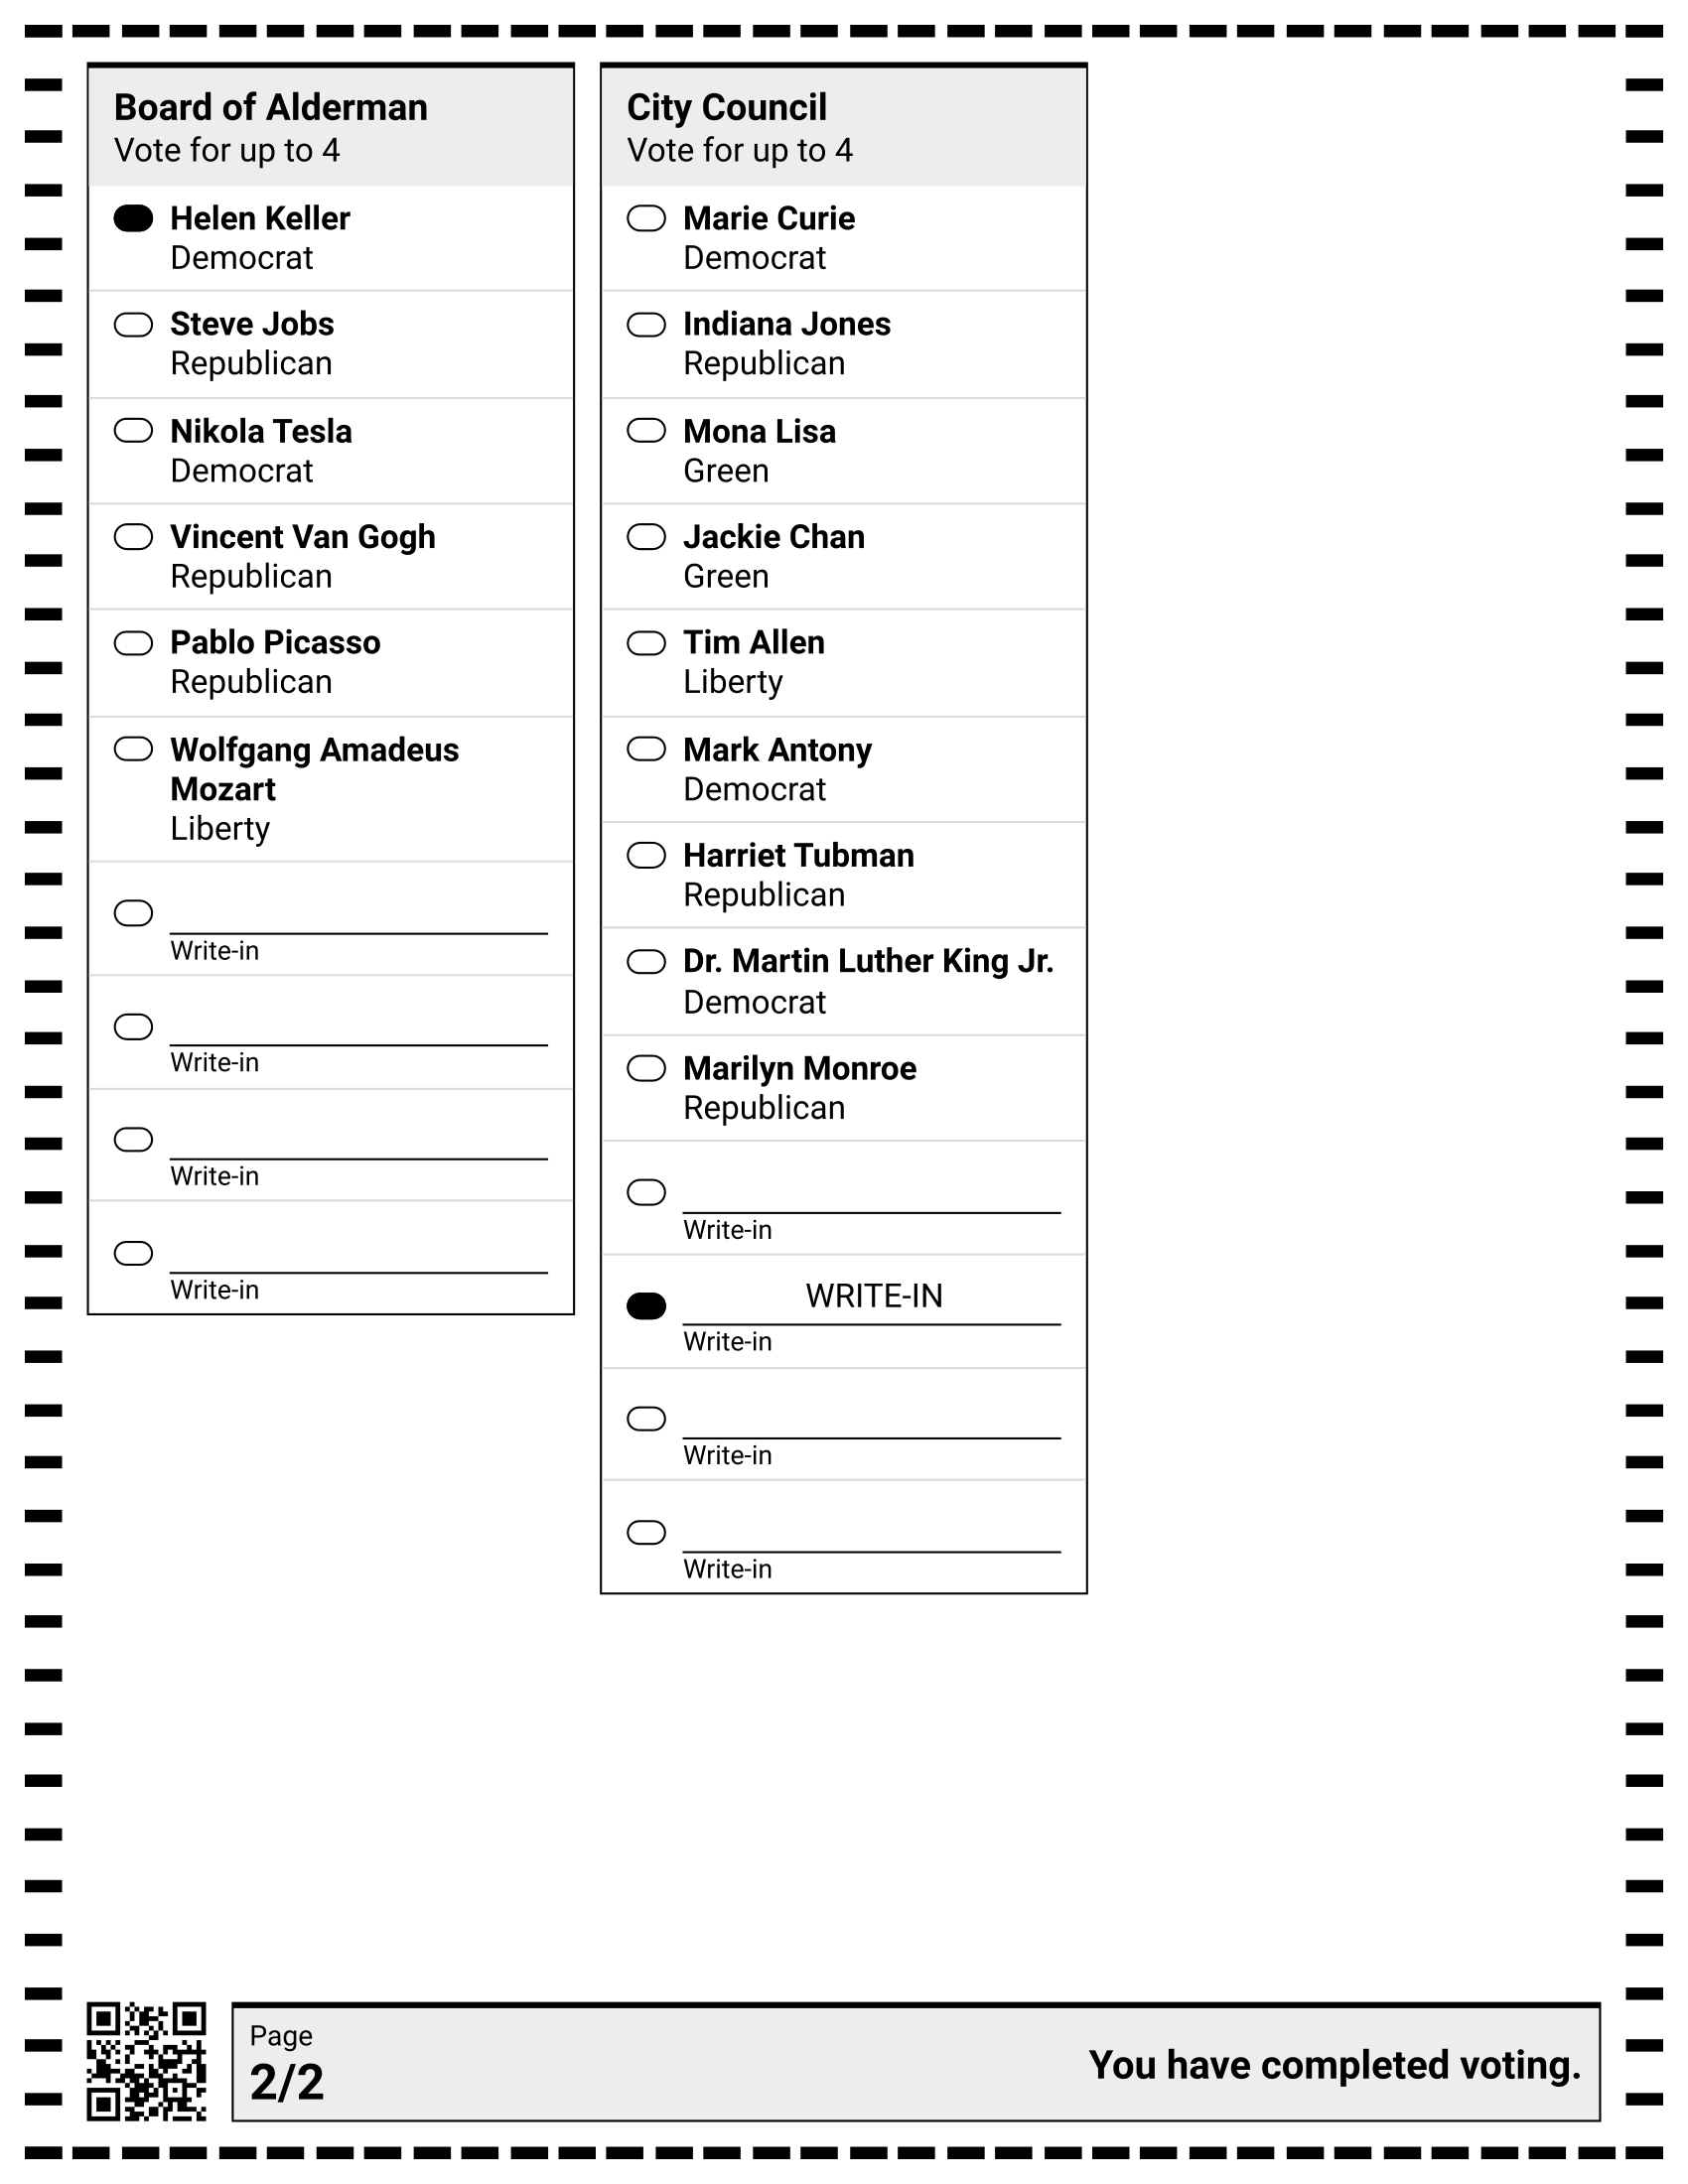 Board of Alderman
Vote for up to 4
Helen Keller
Democrat
Steve Jobs
Republican
Nikola Tesla
Democrat
Vincent Van Gogh
Republican
Pablo Picasso
Republican
Wolfgang Amadeus
Mozart
Liberty
Write-in
Write-in
Write-in
Write-in
City Council
Vote for up to 4
Marie Curie
Democrat
Indiana Jones
Republican
Mona Lisa
Green
Jackie Chan
Green
Tim Allen
Liberty
Mark Antony
Democrat
Harriet Tubman
Republican
Dr. Martin Luther King Jr.
Democrat
Marilyn Monroe
Republican
Write-in
WRITE-IN
Write-in
Write-in
Write-in
Page
2/2
You have completed voting.